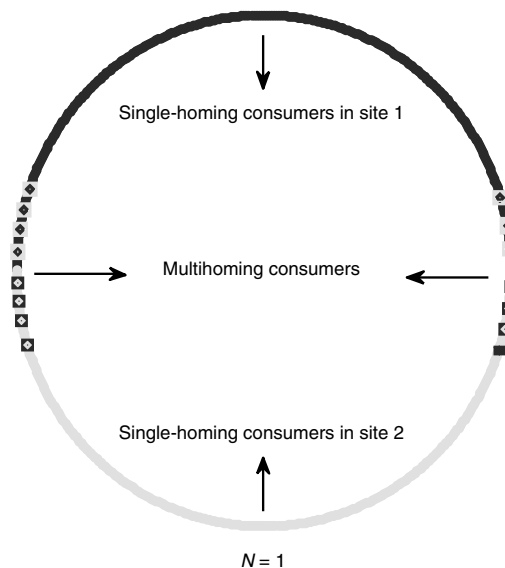 Single-homing consumers in site 1
Multihoming consumers
Single-homing consumers in site 2
N = 1